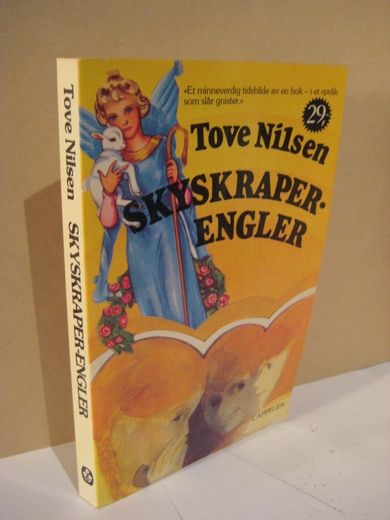 «Et minneverdig tidsbilde av en bok – i et språk
som slår gnister.»
29,-
Tove Nilsen
SKYSKRAPER-
ENGLER
CAPPELEN
Tove Nilsen SKYSKRAPER-ENGLER